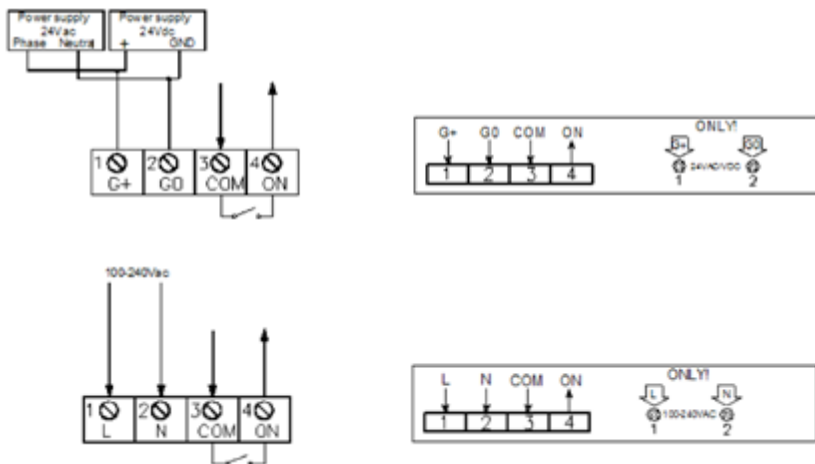 Power supply Power supply
24Vac 24Vdc
Phase Neutral + GND
1 2 3 4
G+ G0 COM ON
ONLY!
G+ G0 COM ON
G+ G0
24VAC/VDC
1 2 3 4
1 2
100-240Vac
1 2 3 4
L N COM ON
ONLY!
L N COM ON
L N
100-240VAC
1 2 3 4
1 2